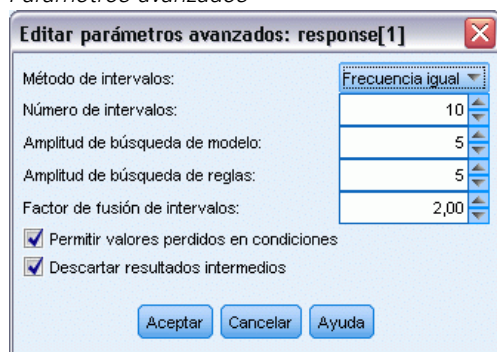 Parámetros avanzados
Editar parámetros avanzados: response[1]
Método de intervalos: Frecuencia igual
Número de intervalos: 10
Amplitud de búsqueda de modelo: 5
Amplitud de búsqueda de reglas: 5
Factor de fusión de intervalos: 2,00
Permitir valores perdidos en condiciones
Descartar resultados intermedios
Aceptar Cancelar Ayuda